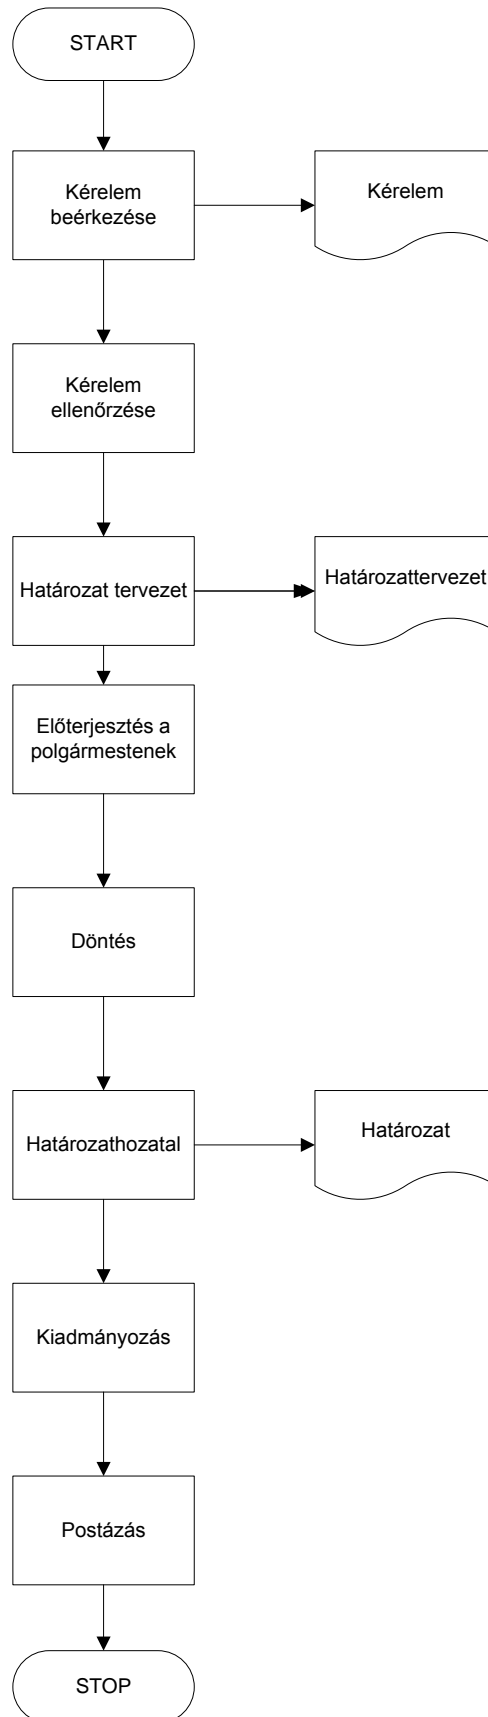 START
Kérelem
beérkezése
Kérelem
Kérelem
ellenőrzése
Határozat tervezet
Határozattervezet
Előterjesztés a
polgármestenek
Döntés
Határozathozatal
Határozat
Kiadmányozás
Postázás
STOP